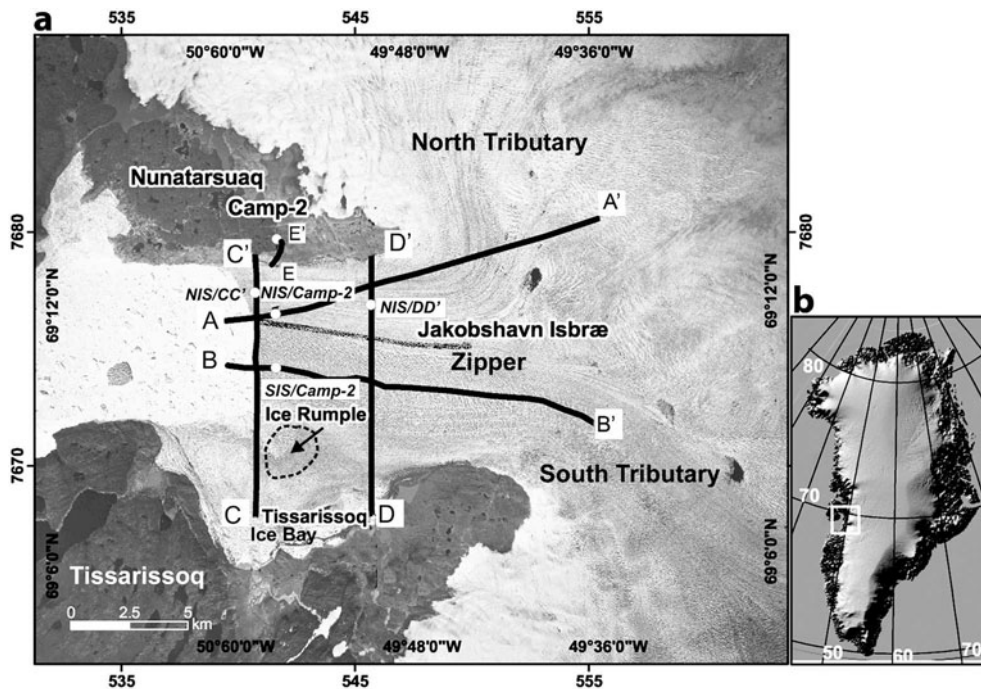 a
535
545
555
50°60'0"W
49°48'0"W
49°36'0"W
North Tributary
Nunatarsuaq
Camp-2
E'
A'
7680
7680
C'
D'
E
NIS/CC'
NIS/Camp-2
NIS/DD'
69°12'0"N
69°12'0"N
A
Jakobshavn Isbræ
Zipper
B
SIS/Camp-2
Ice Rumple
B'
7670
7670
South Tributary
C
Tissarissoq
Ice Bay
D
69°6'0"N
69°6'0"N
Tissarissoq
0
2.5
5
km
50°60'0"W
49°48'0"W
49°36'0"W
535
545
555
b
80
70
50
60
70